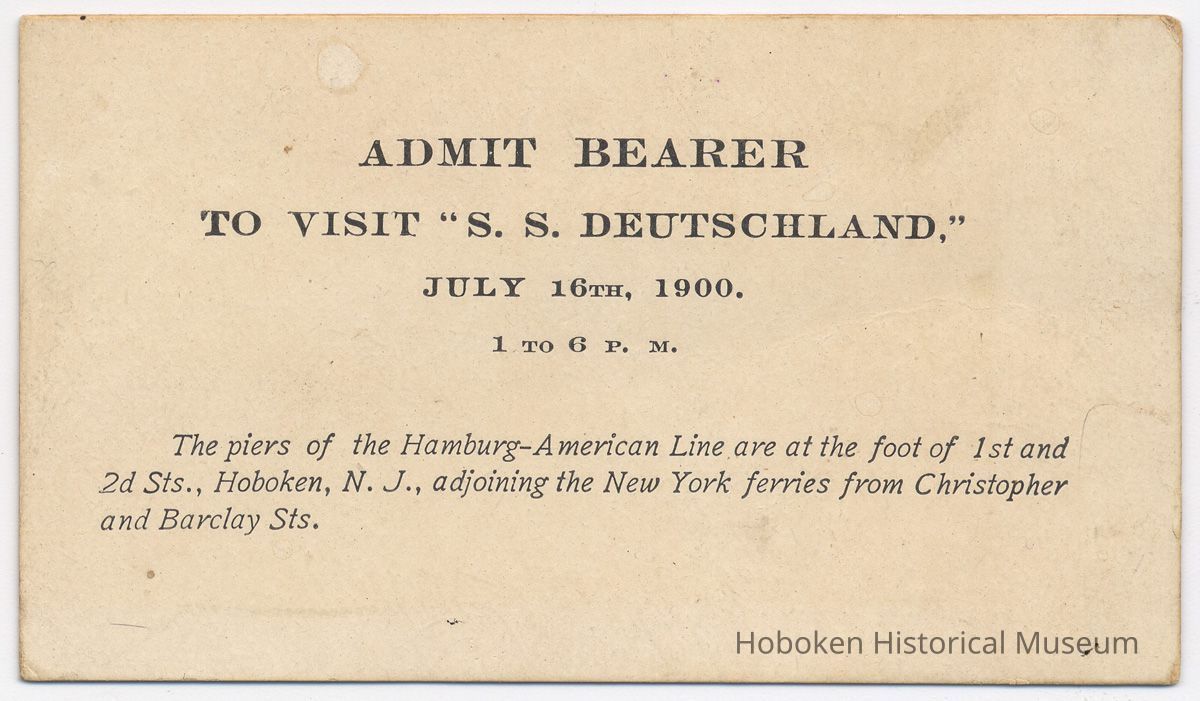 ADMIT BEARER
TO VISIT “S. S. DEUTSCHLAND,”
JULY 16TH, 1900.
1 TO 6 P. M.
The piers of the Hamburg-American Line are at the foot of 1st and
2d Sts., Hoboken, N. J., adjoining the New York ferries from Christopher
and Barclay Sts.
Hoboken Historical Museum